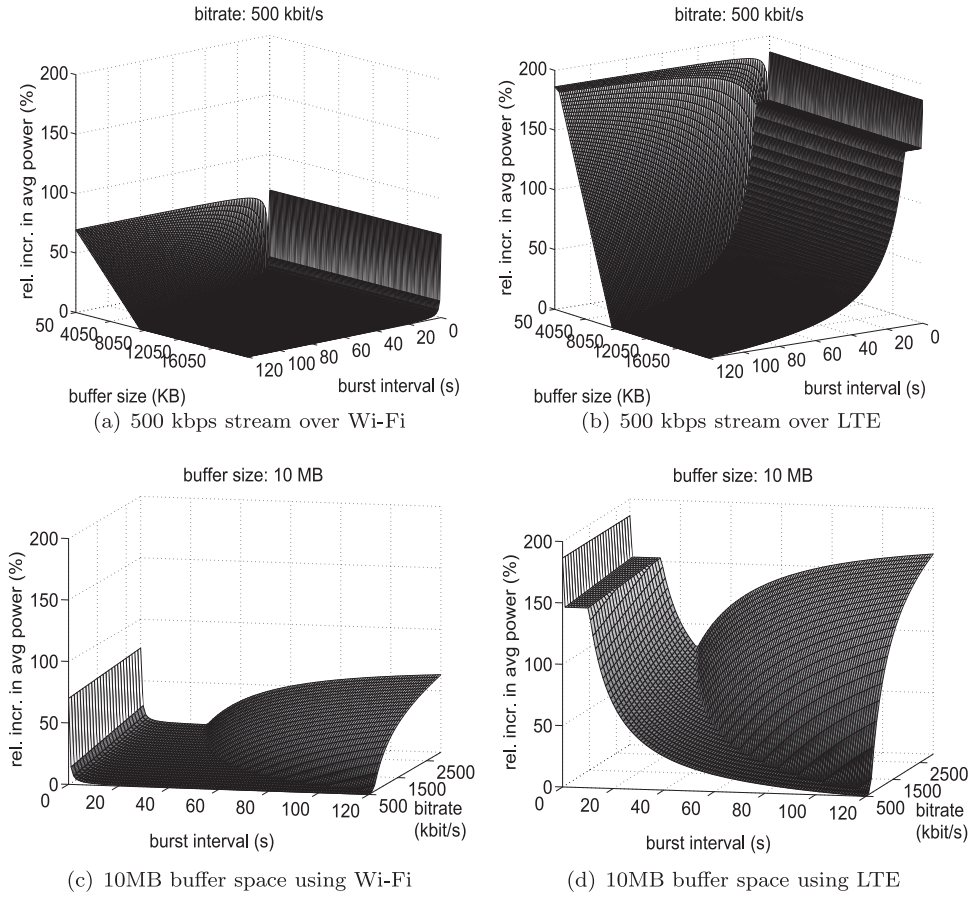 bitrate: 500 kbit/s
rel. incr. in avg power (%)
200
150
100
50
0
50
4050
8050
12050
16050
buffer size (KB)
120
100
80
60
40
20
0
burst interval (s)
(a) 500 kbps stream over Wi-Fi
bitrate: 500 kbit/s
rel. incr. in avg power (%)
200
150
100
50
0
50
4050
8050
12050
16050
buffer size (KB)
120
100
80
60
40
20
0
burst interval (s)
(b) 500 kbps stream over LTE
buffer size: 10 MB
rel. incr. in avg power (%)
200
150
100
50
0
0
20
40
60
80
100
120
burst interval (s)
500
1500
2500
bitrate
(kbit/s)
(c) 10MB buffer space using Wi-Fi
buffer size: 10 MB
rel. incr. in avg power (%)
200
150
100
50
0
0
20
40
60
80
100
120
burst interval (s)
500
1500
2500
bitrate
(kbit/s)
(d) 10MB buffer space using LTE